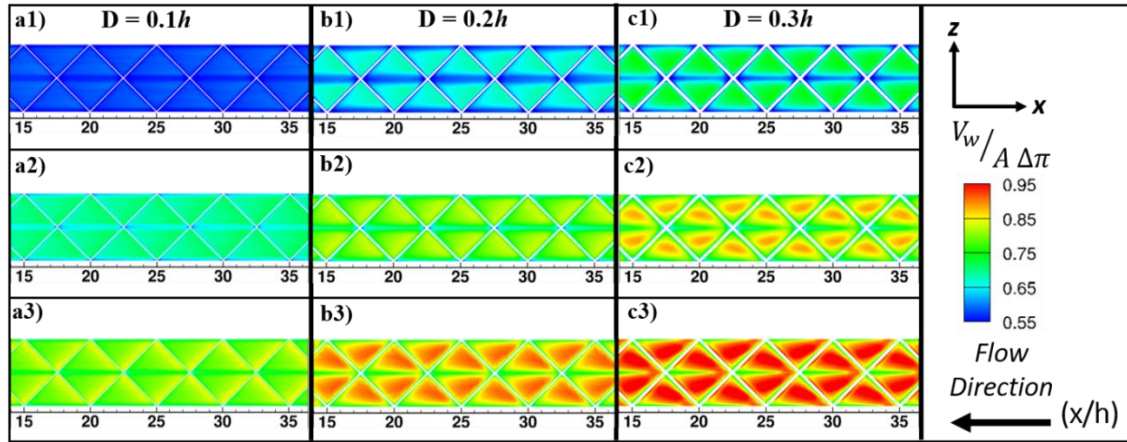 a1) D = 0.1h b1) D = 0.2h c1) D = 0.3h
15 20 25 30 35 15 20 25 30 35 15 20 25 30 35
a2) b2) c2)
15 20 25 30 35 15 20 25 30 35 15 20 25 30 35
a3) b3) c3)
15 20 25 30 35 15 20 25 30 35 15 20 25 30 35
z
x
V_w / A Δπ
0.95
0.85
0.75
0.65
0.55
Flow
Direction
(x/h)